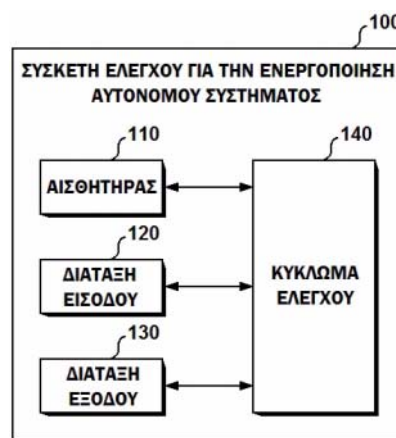 100
ΣΥΣΚΕΤΗ ΕΛΕΓΧΟΥ ΓΙΑ ΤΗΝ ΕΝΕΡΓΟΠΟΙΗΣΗ
ΑΥΤΟΝΟΜΟΥ ΣΥΣΤΗΜΑΤΟΣ
110
ΑΙΣΘΗΤΗΡΑΣ
140
ΚΥΚΛΩΜΑ
ΕΛΕΓΧΟΥ
120
ΔΙΑΤΑΞΗ
ΕΙΣΟΔΟΥ
130
ΔΙΑΤΑΞΗ
ΕΞΟΔΟΥ